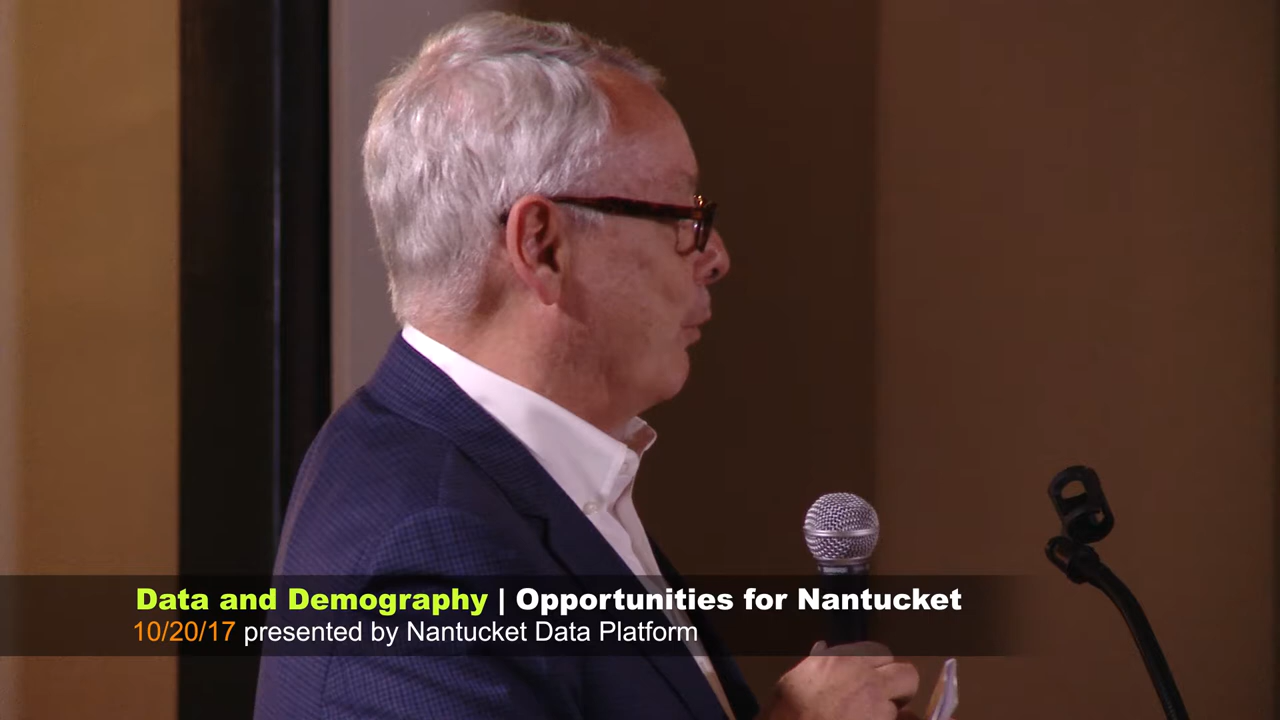 Data and Demography | Opportunities for Nantucket
10/20/17 presented by Nantucket Data Platform